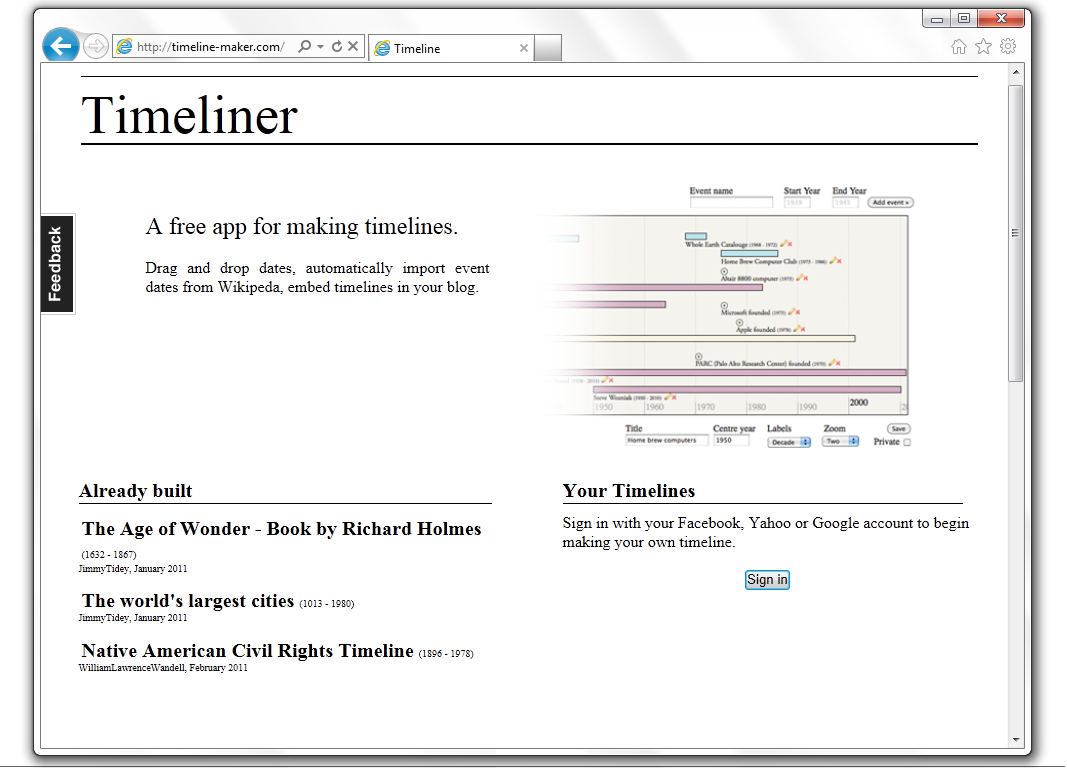 http://timeline-maker.com/
Timeline
Timeliner
Feedback
A free app for making timelines.
Drag and drop dates, automatically import event
dates from Wikipeda, embed timelines in your blog.
Event name Start Year End Year
1939 1945 Add event »
Whole Earth Catalouge (1968 - 1972)
Home Brew Computer Club (1975 - 1986)
Altair 8800 computer (1975)
Microsoft founded (1975)
Apple founded (1976)
PARC (Palo Alto Research Center) founded (1970)
Steve Wozniak (1950 - 2010)
1950 1960 1970 1980 1990 2000
Title Centre year Labels Zoom Save
Home brew computers 1950 Decade Two Private
Already built
The Age of Wonder - Book by Richard Holmes
(1632 - 1867)
JimmyTidey, January 2011
The world's largest cities (1013 - 1980)
JimmyTidey, January 2011
Native American Civil Rights Timeline (1896 - 1978)
WilliamLawrenceWandell, February 2011
Your Timelines
Sign in with your Facebook, Yahoo or Google account to begin
making your own timeline.
Sign in